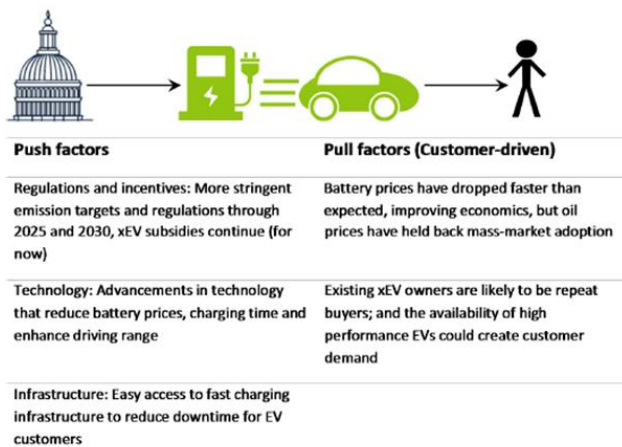 Push factors
Pull factors (Customer-driven)
Regulations and incentives: More stringent
emission targets and regulations through
2025 and 2030, xEV subsidies continue (for
now)
Battery prices have dropped faster than
expected, improving economics, but oil
prices have held back mass-market adoption
Technology: Advancements in technology
that reduce battery prices, charging time and
enhance driving range
Existing xEV owners are likely to be repeat
buyers; and the availability of high
performance EVs could create customer
demand
Infrastructure: Easy access to fast charging
infrastructure to reduce downtime for EV
customers